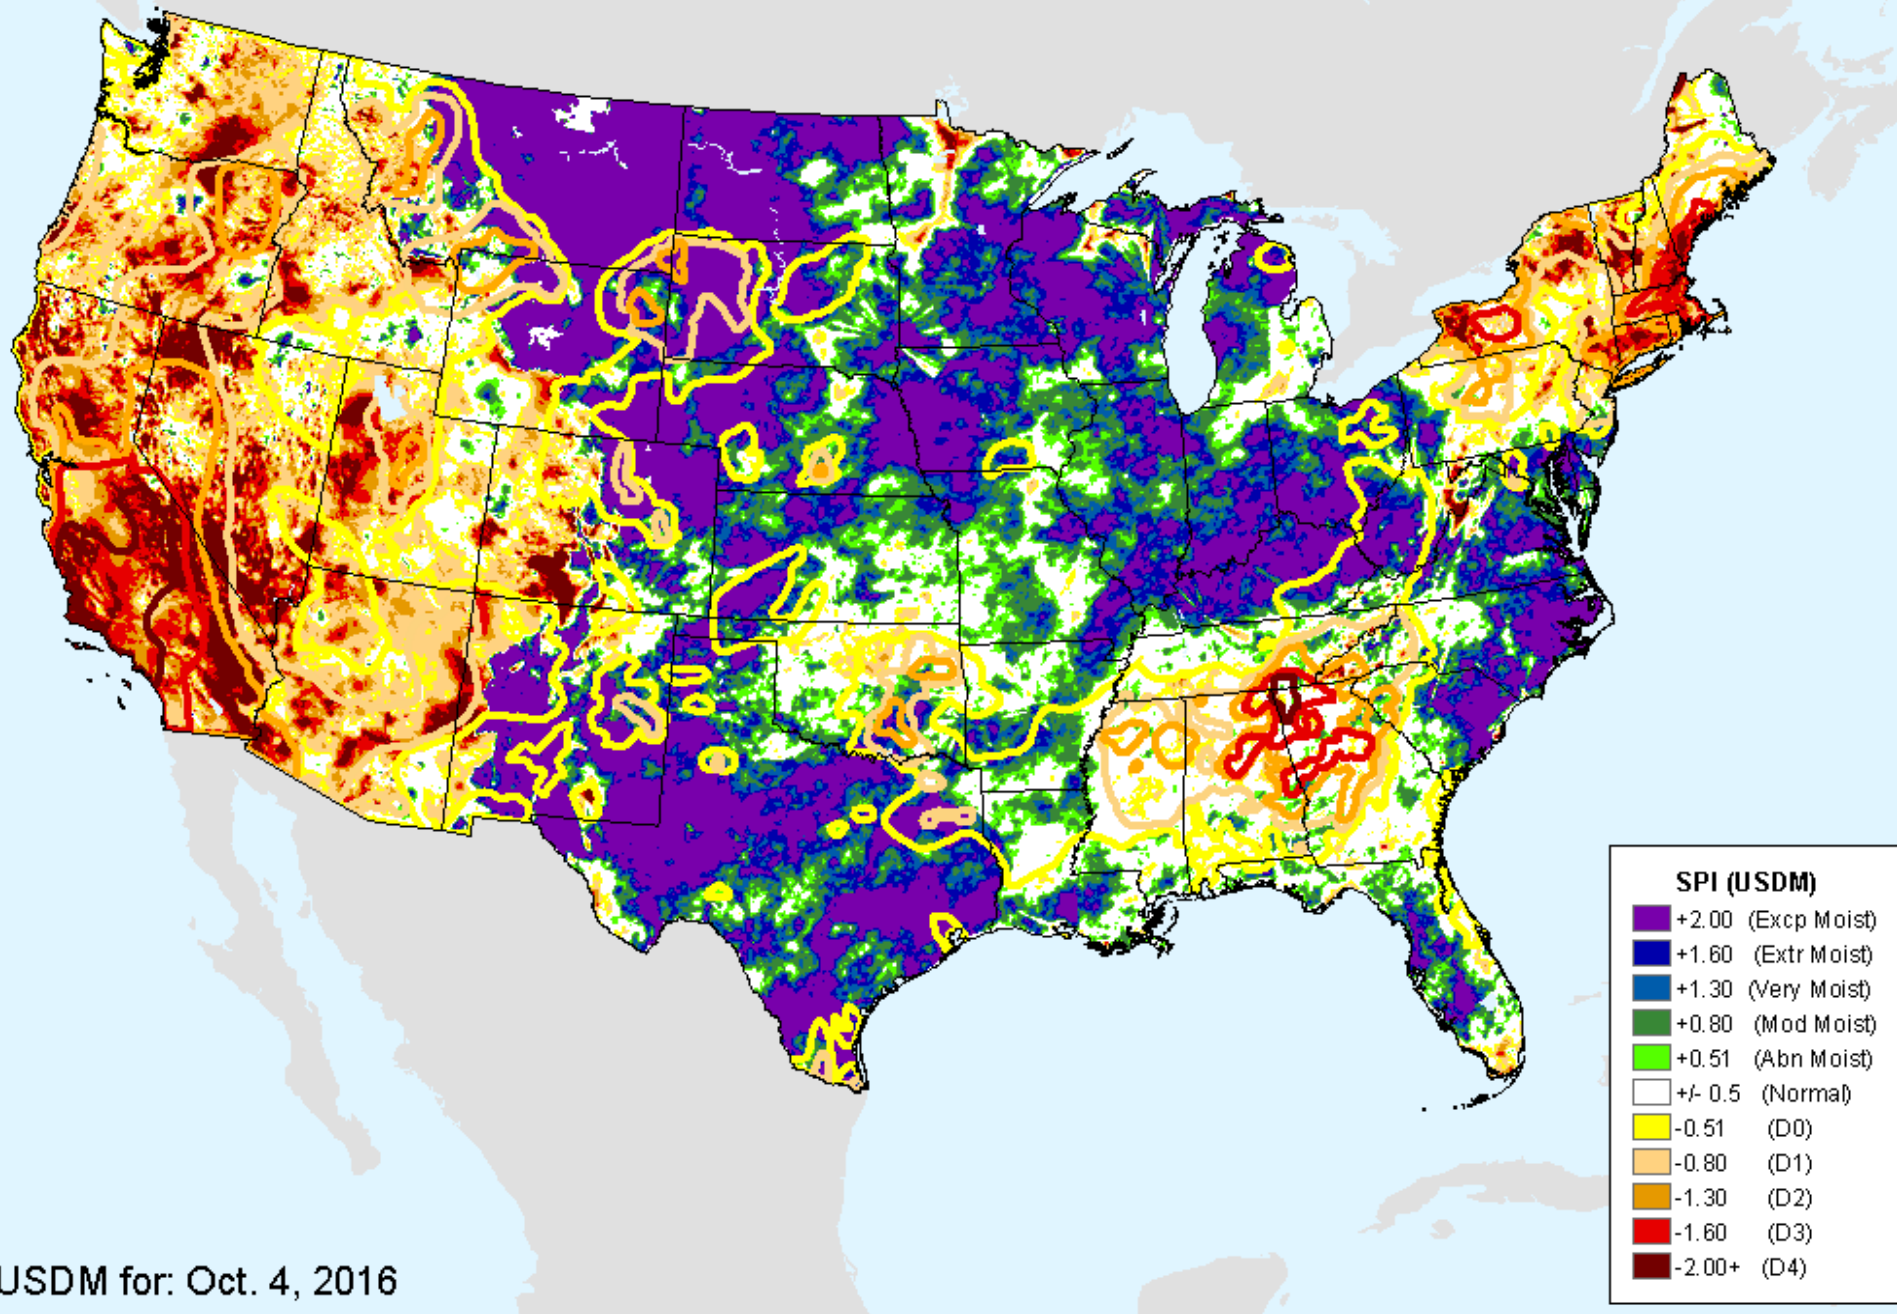 SPI (USDM)
+2.00 (Excp Moist)
+1.60 (Extr Moist)
+1.30 (Very Moist)
+0.80 (Mod Moist)
+0.51 (Abn Moist)
+/- 0.5 (Normal)
-0.51 (D0)
-0.80 (D1)
-1.30 (D2)
-1.60 (D3)
-2.00+ (D4)
USDM for: Oct. 4, 2016